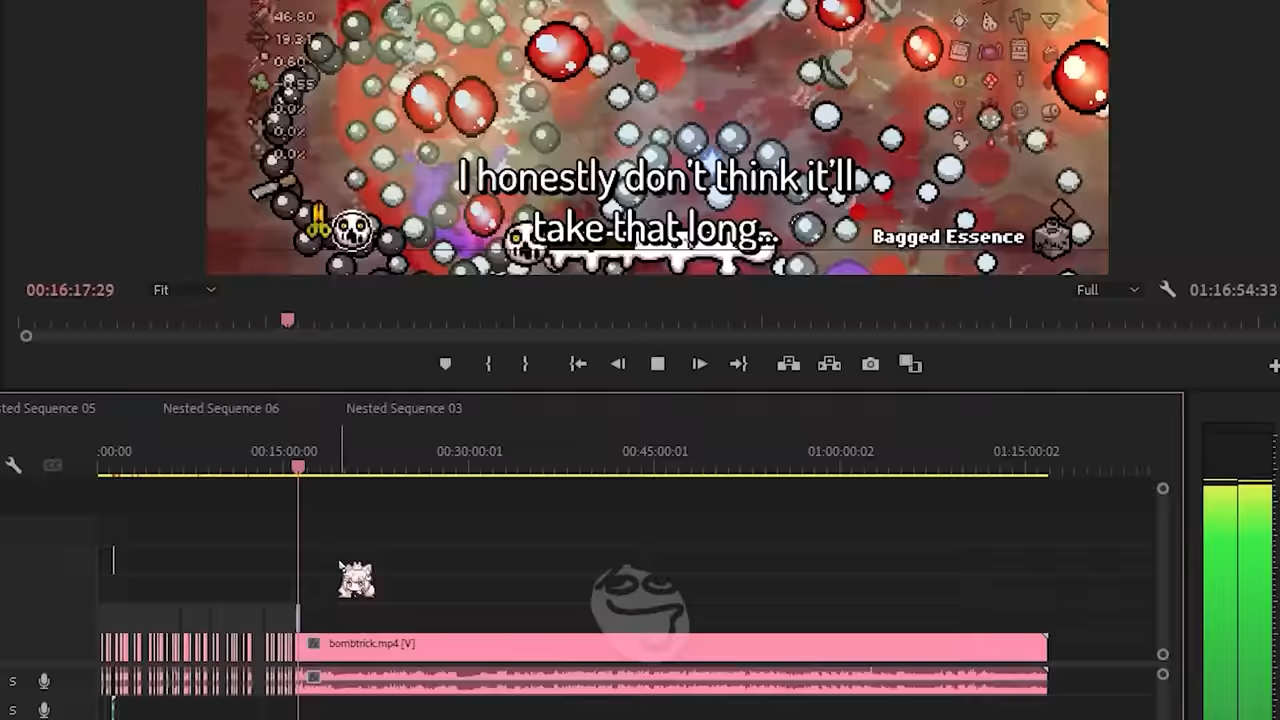 46.80
19.31
0.60
0.0%
0.0%
I honestly don't think it'll
take that long...
Bagged Essence
00:16:17:29
Fit
Full
01:16:54:33
ted Sequence 05
Nested Sequence 06
Nested Sequence 03
:00:00
00:15:00:00
00:30:00:01
00:45:00:01
01:00:00:02
01:15:00:02
bombtrick.mp4 [V]
S
S